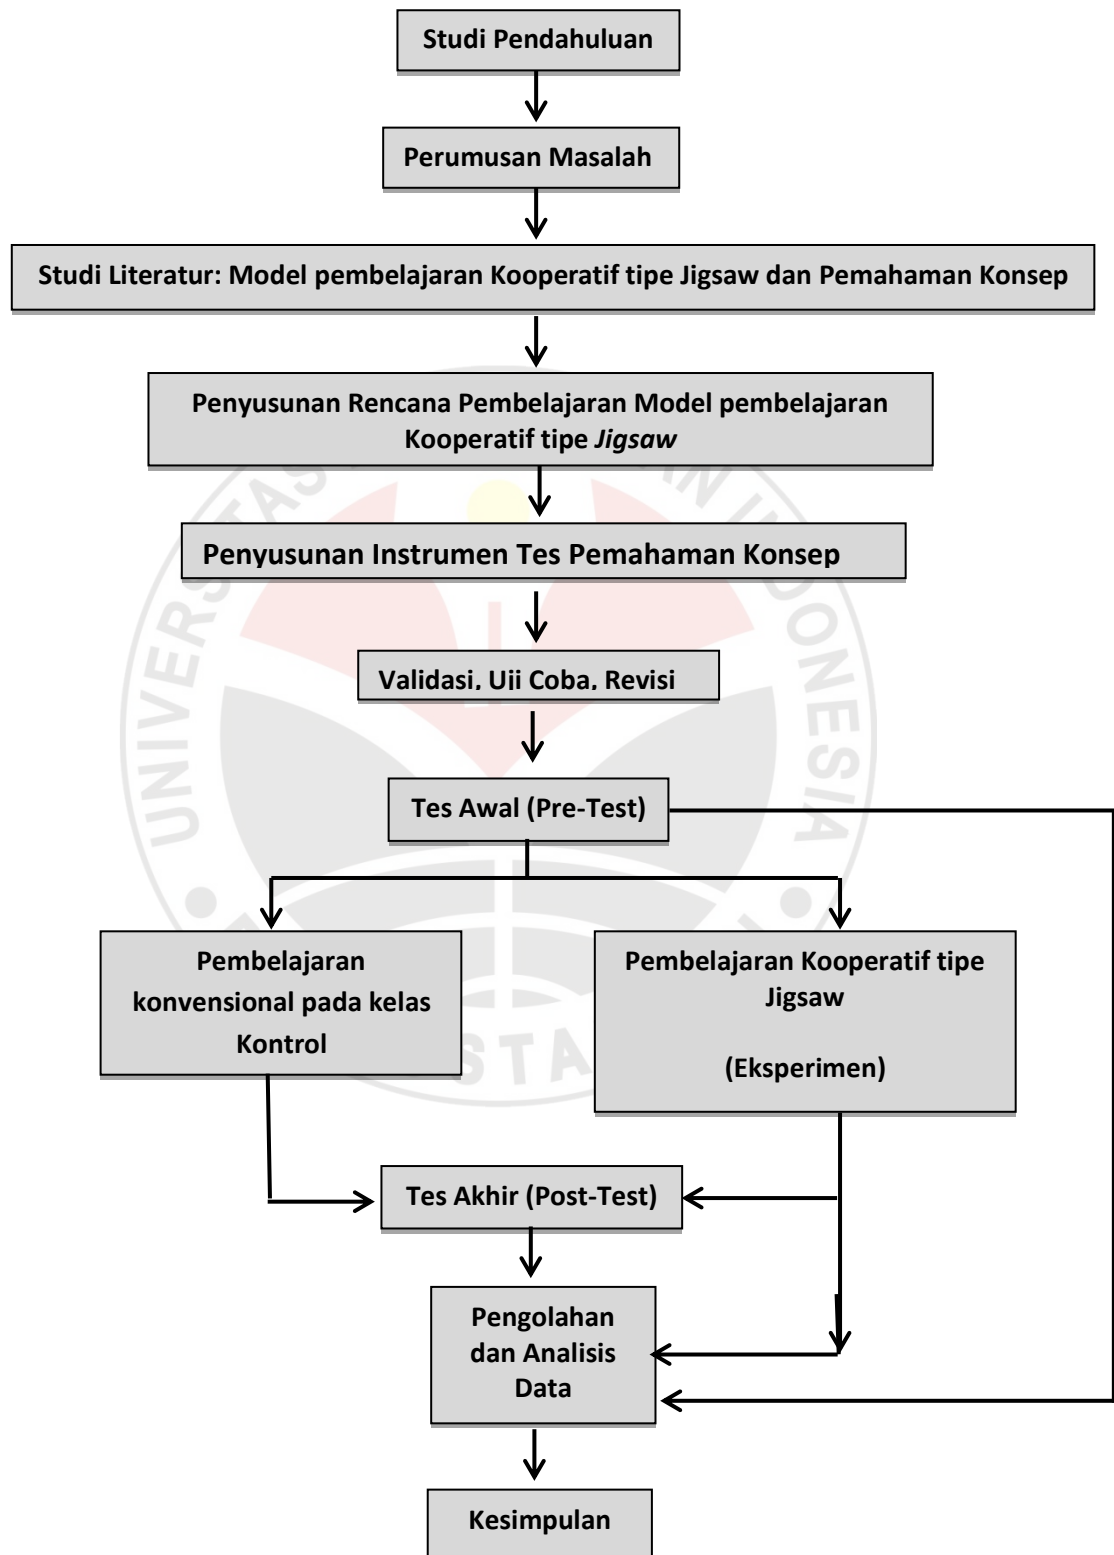 Studi Pendahuluan
Perumusan Masalah
Studi Literatur: Model pembelajaran Kooperatif tipe Jigsaw dan Pemahaman Konsep
Penyusunan Rencana Pembelajaran Model pembelajaran
Kooperatif tipe Jigsaw
Penyusunan Instrumen Tes Pemahaman Konsep
Validasi, Uji Coba, Revisi
Tes Awal (Pre-Test)
Pembelajaran
konvensional pada kelas
Kontrol
Pembelajaran Kooperatif tipe
Jigsaw
(Eksperimen)
Tes Akhir (Post-Test)
Pengolahan
dan Analisis
Data
Kesimpulan
UNIVERSITAS
INDONESIA